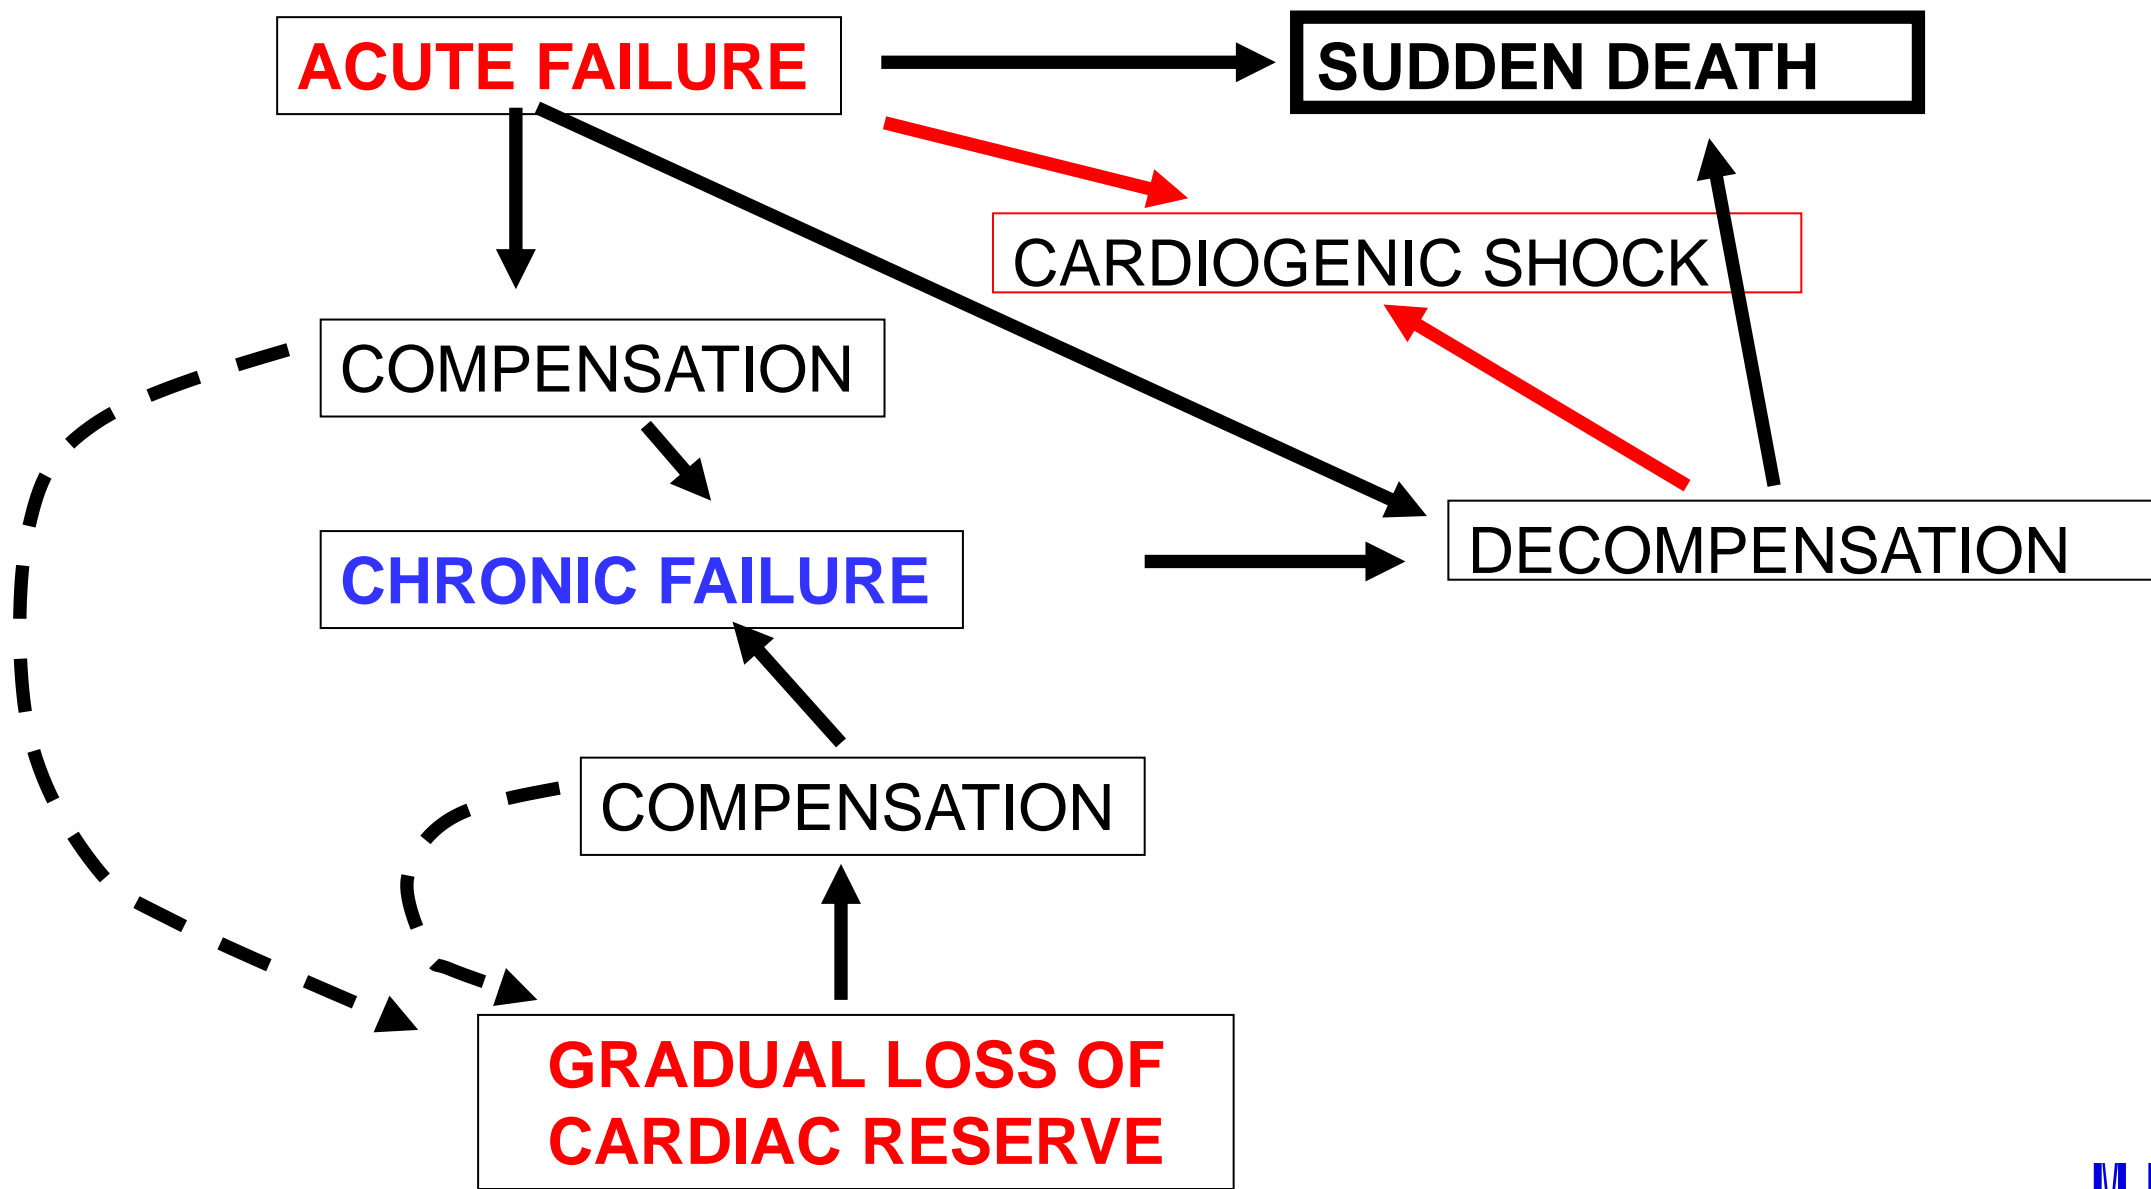 ACUTE FAILURE
SUDDEN DEATH
CARDIOGENIC SHOCK
COMPENSATION
DECOMPENSATION
CHRONIC FAILURE
COMPENSATION
GRADUAL LOSS OF
CARDIAC RESERVE